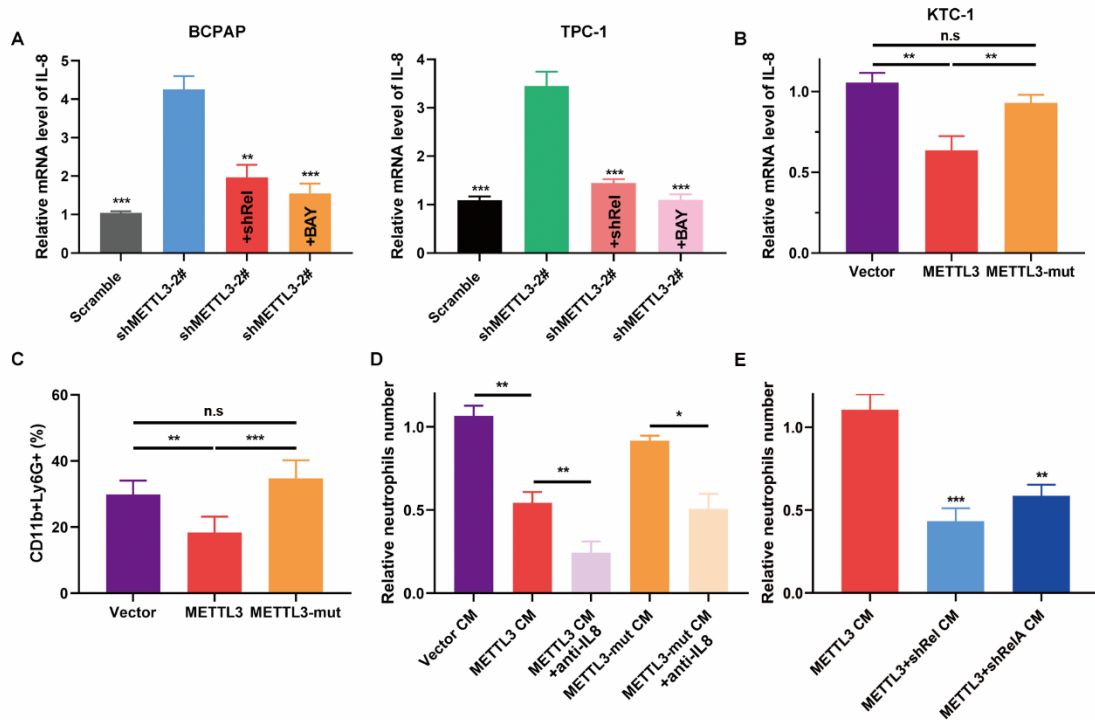 A
BCPAP
Relative mRNA level of IL-8
5
4
3
2
1
0
***
**
***
+shRel
+BAY
Scramble
shMETTL3-2#
shMETTL3-2#
shMETTL3-2#
TPC-1
Relative mRNA level of IL-8
4
3
2
1
0
***
***
***
+shRel
+BAY
Scramble
shMETTL3-2#
shMETTL3-2#
shMETTL3-2#
B
KTC-1
Relative mRNA level of IL-8
n.s
**
**
1.0
0.5
0.0
Vector
METTL3
METTL3-mut
C
CD11b+Ly6G+ (%)
60
40
20
0
n.s
**
***
Vector
METTL3
METTL3-mut
D
Relative neutrophils number
1.0
0.5
0.0
**
**
*
Vector CM
METTL3 CM
METTL3 CM
+anti-IL8
METTL3-mut CM
METTL3-mut CM
+anti-IL8
E
Relative neutrophils number
1.0
0.5
0.0
***
**
METTL3 CM
METTL3+shRel CM
METTL3+shRelA CM